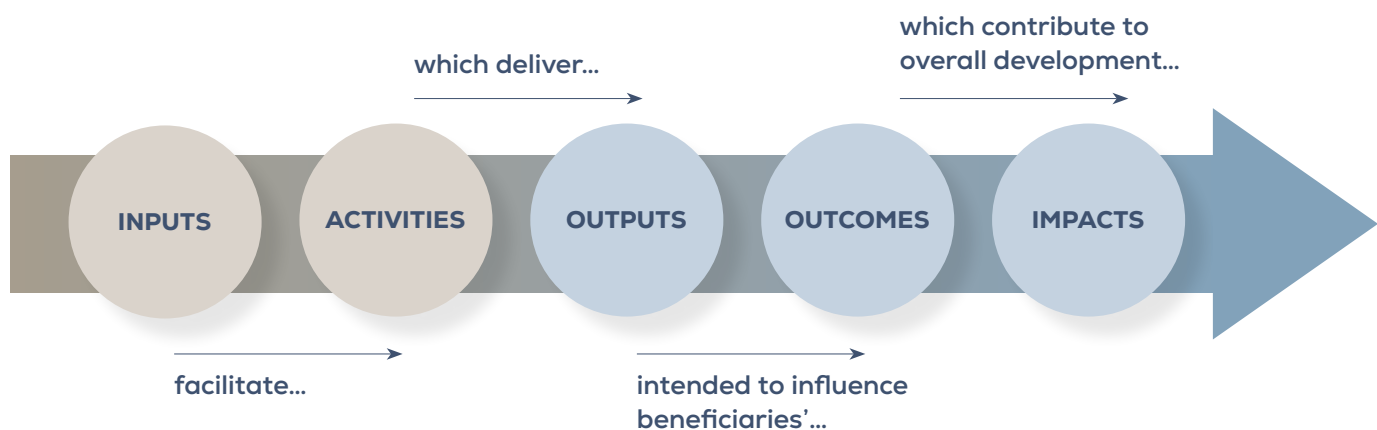 which contribute to
overall development...
which deliver...
INPUTS
ACTIVITIES
OUTPUTS
OUTCOMES
IMPACTS
facilitate...
intended to influence
beneficiaries’...